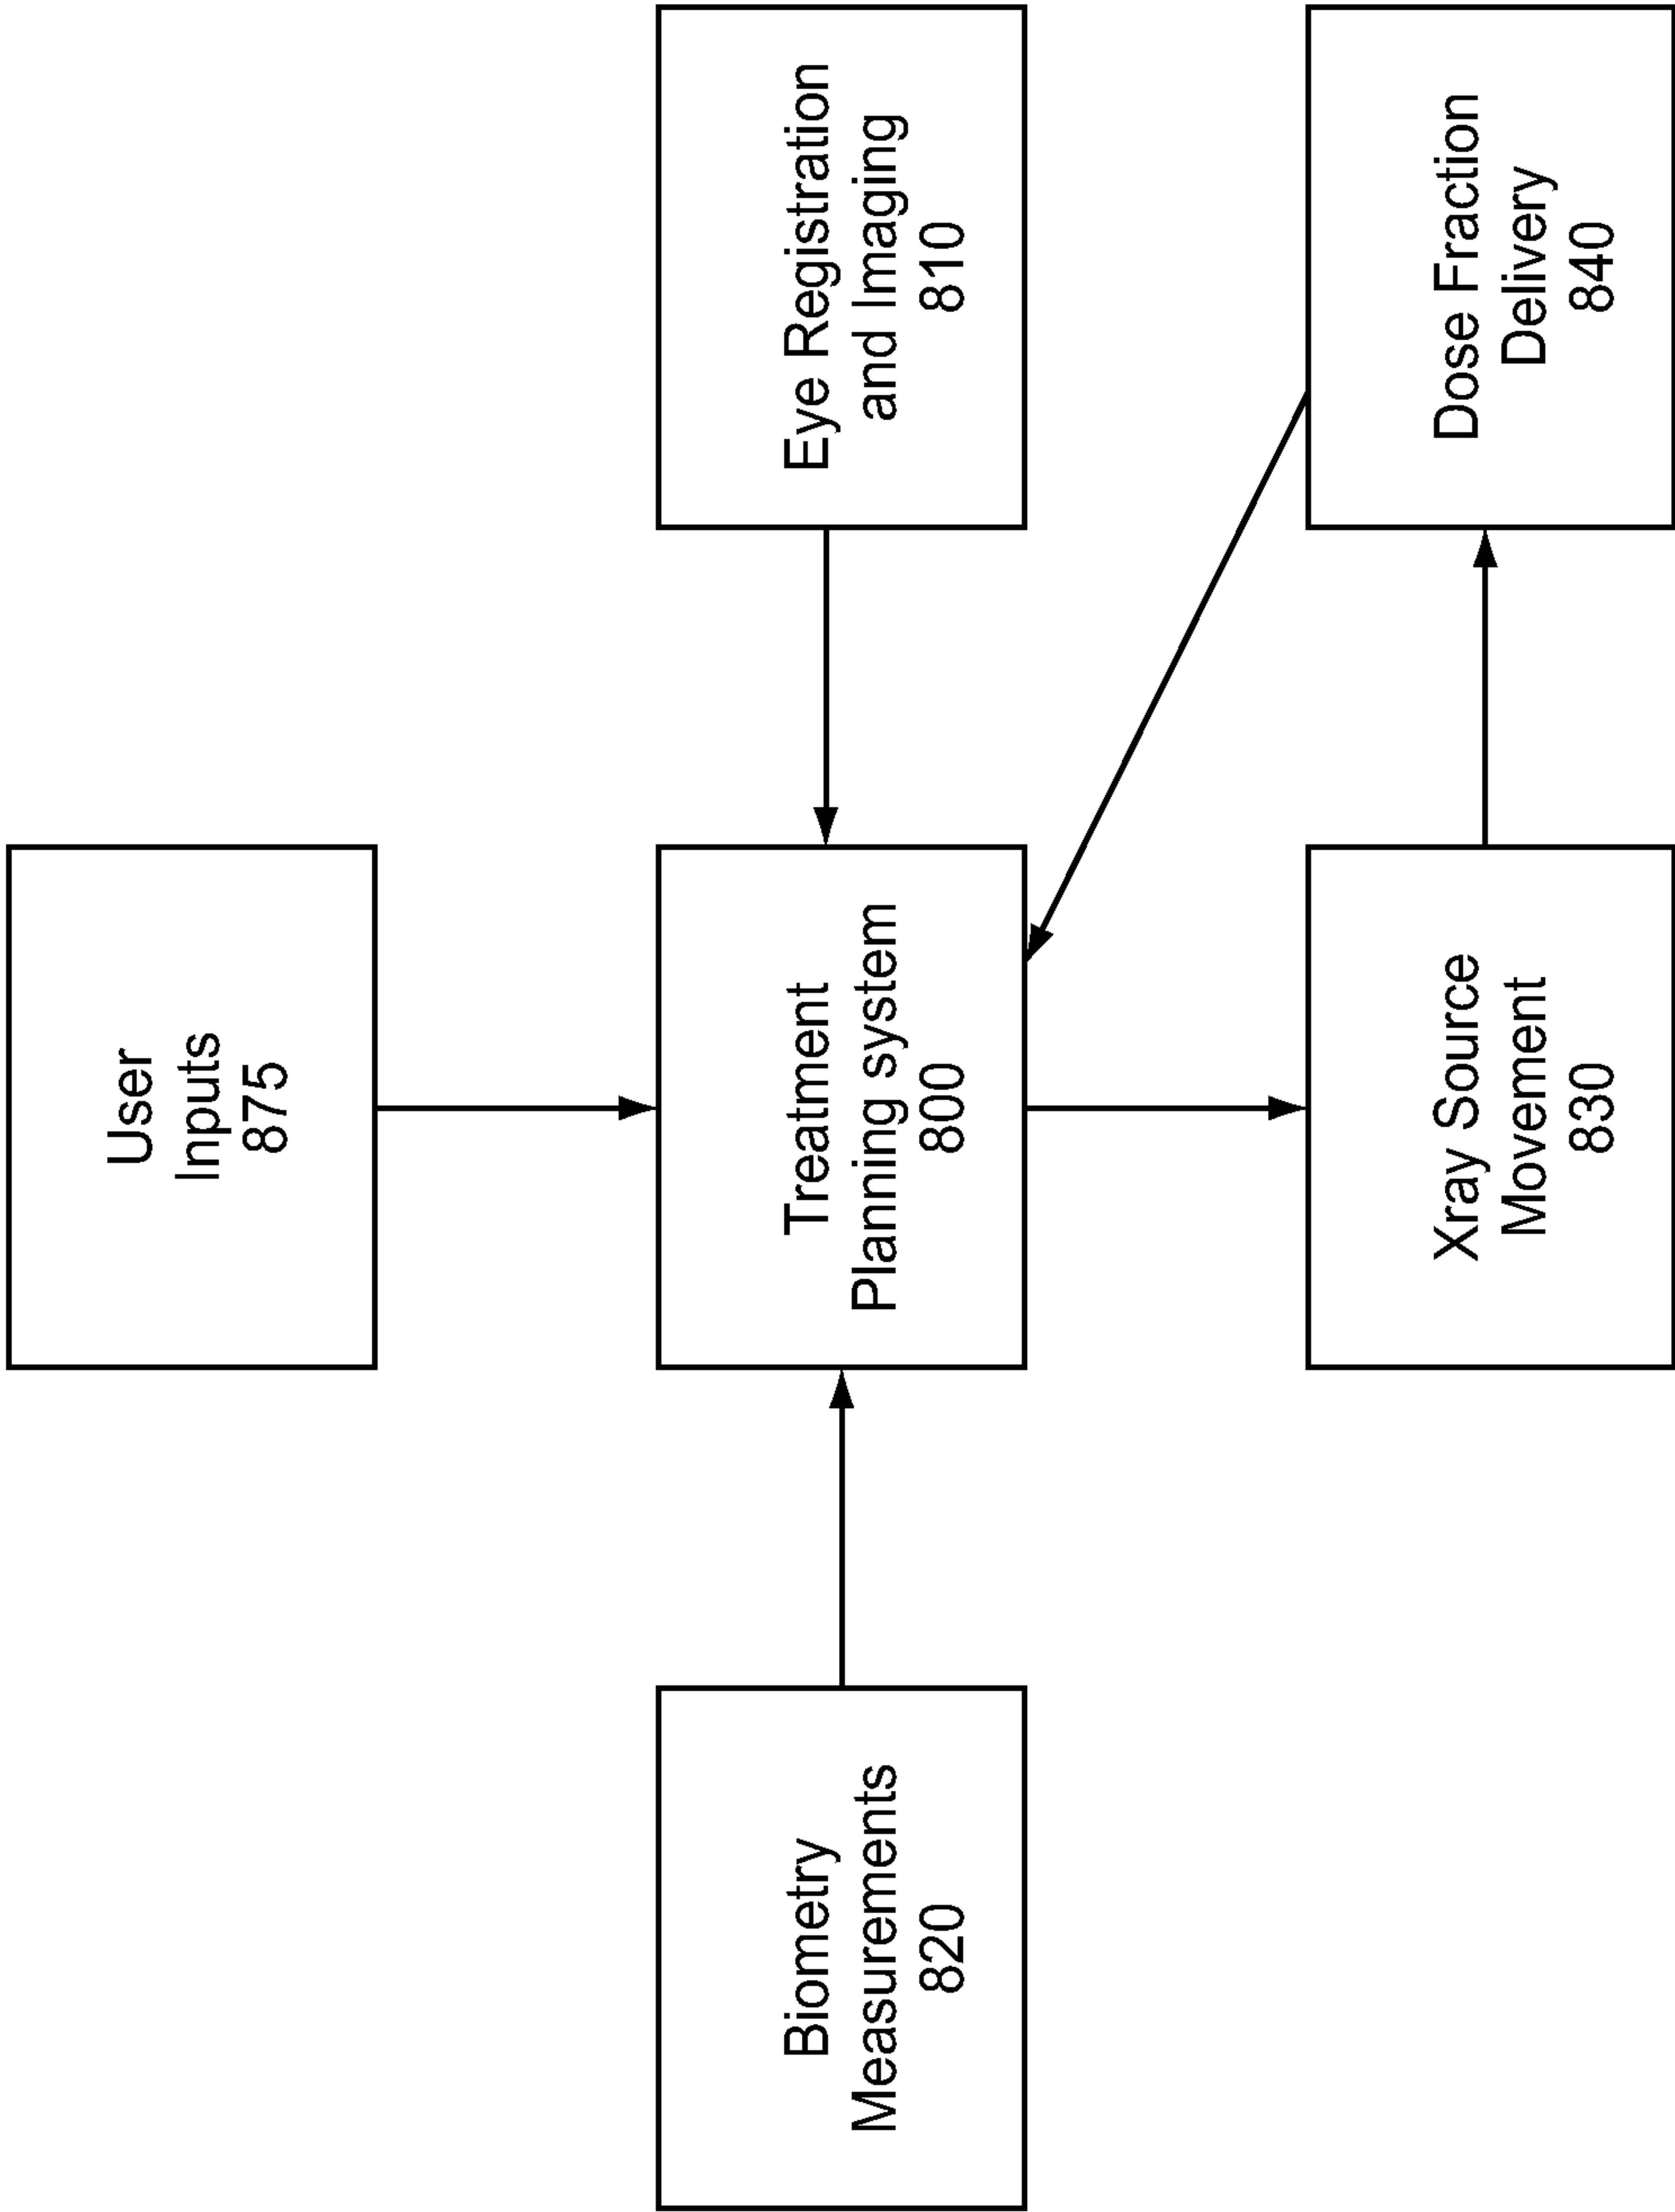 User
Inputs
875
Biometry
Measurements
820
Treatment
Planning system
800
Eye Registration
and Imaging
810
Xray Source
Movement
830
Dose Fraction
Delivery
840